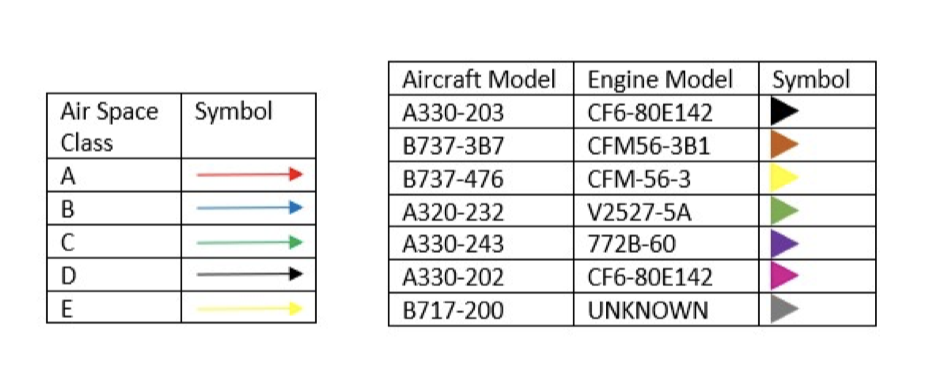 Air Space Class Symbol
A
B
C
D
E
Aircraft Model Engine Model Symbol
A330-203 CF6-80E142
B737-3B7 CFM56-3B1
B737-476 CFM-56-3
A320-232 V2527-5A
A330-243 772B-60
A330-202 CF6-80E142
B717-200 UNKNOWN